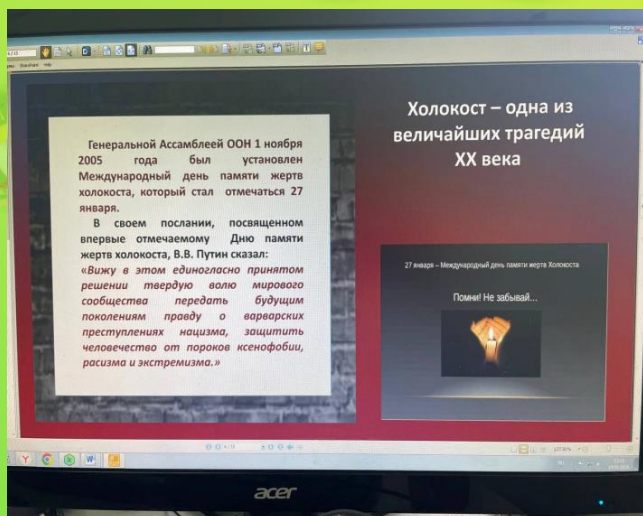 Генеральной Ассамблеей ООН 1 ноября
2005 года был установлен
Международный день памяти жертв
холокоста, который стал отмечаться 27
января.
В своем послании, посвященном
впервые отмечаемому Дню памяти
жертв холокоста, В.В. Путин сказал:
«Вижу в этом единогласно принятом
решении твердую волю мирового
сообщества передать будущим
поколениям правду о варварских
преступлениях нацизма, защитить
человечество от пороков ксенофобии,
расизма и экстремизма.»
Холокост – одна из
величайших трагедий
XX века
27 января – Международный день памяти жертв Холокоста
Помни! Не забывай...
acer